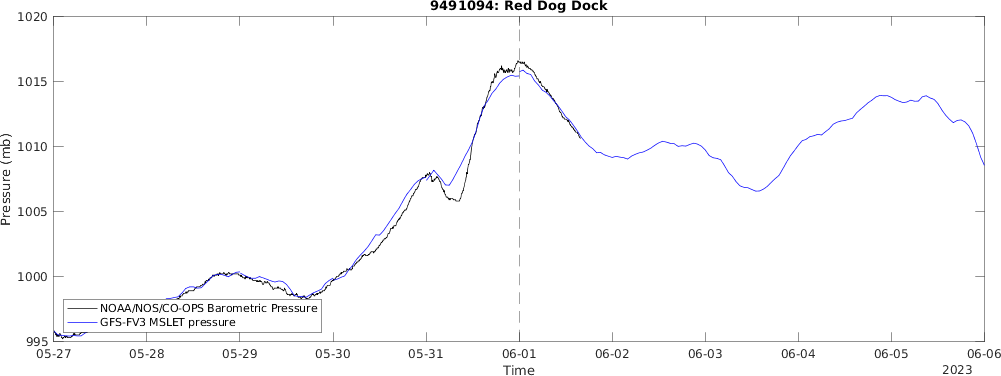 9491094: Red Dog Dock
1020
1015
1010
1005
1000
995
Pressure (mb)
NOAA/NOS/CO-OPS Barometric Pressure
GFS-FV3 MSLET pressure
05-27 05-28 05-29 05-30 05-31 06-01 06-02 06-03 06-04 06-05 06-06
Time
2023